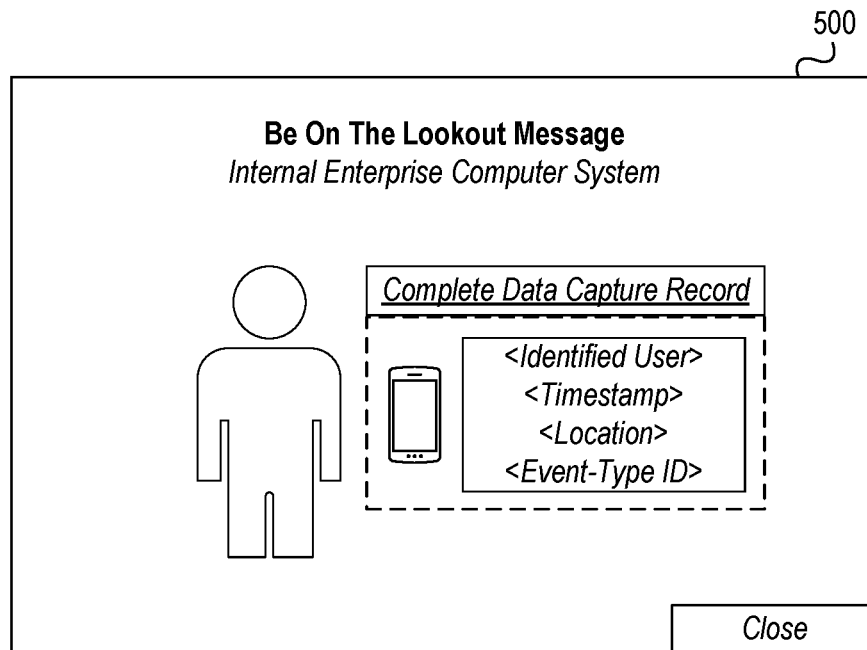 500
Be On The Lookout Message
Internal Enterprise Computer System
Complete Data Capture Record
<Identified User>
<Timestamp>
<Location>
<Event-Type ID>
Close